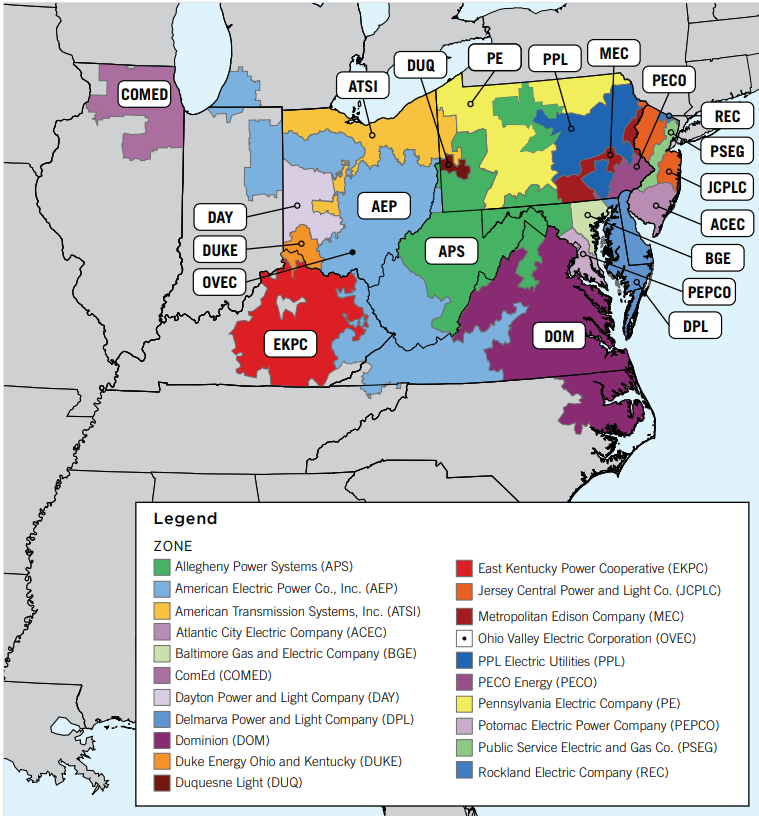 COMED
ATSI
DUQ
PE
PPL
MEC
PECO
REC
PSEG
JCPLC
ACEC
BGE
PEPCO
DPL
DAY
DUKE
OVEC
AEP
APS
EKPC
DOM
Legend
ZONE
Allegheny Power Systems (APS)
American Electric Power Co., Inc. (AEP)
American Transmission Systems, Inc. (ATSI)
Atlantic City Electric Company (ACEC)
Baltimore Gas and Electric Company (BGE)
ComEd (COMED)
Dayton Power and Light Company (DAY)
Delmarva Power and Light Company (DPL)
Dominion (DOM)
Duke Energy Ohio and Kentucky (DUKE)
Duquesne Light (DUQ)
East Kentucky Power Cooperative (EKPC)
Jersey Central Power and Light Co. (JCPLC)
Metropolitan Edison Company (MEC)
Ohio Valley Electric Corporation (OVEC)
PPL Electric Utilities (PPL)
PECO Energy (PECO)
Pennsylvania Electric Company (PE)
Potomac Electric Power Company (PEPCO)
Public Service Electric and Gas Co. (PSEG)
Rockland Electric Company (REC)